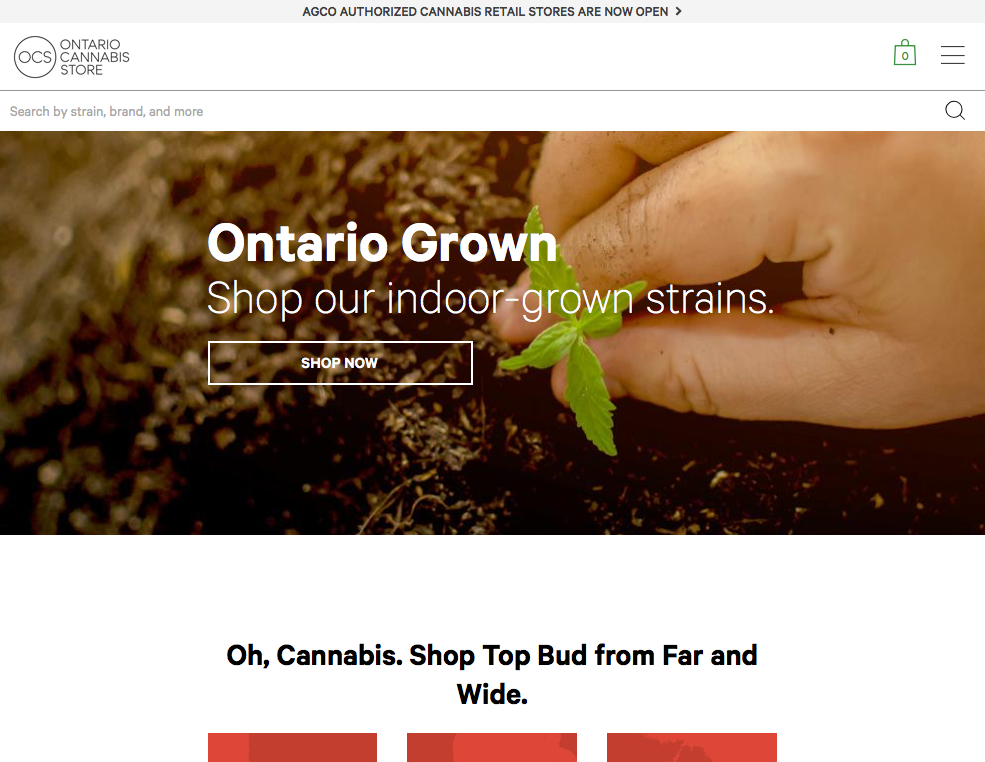 AGCO AUTHORIZED CANNABIS RETAIL STORES ARE NOW OPEN
OCS
ONTARIO
CANNABIS
STORE
0
Search by strain, brand, and more
Ontario Grown
Shop our indoor-grown strains.
SHOP NOW
Oh, Cannabis. Shop Top Bud from Far and
Wide.